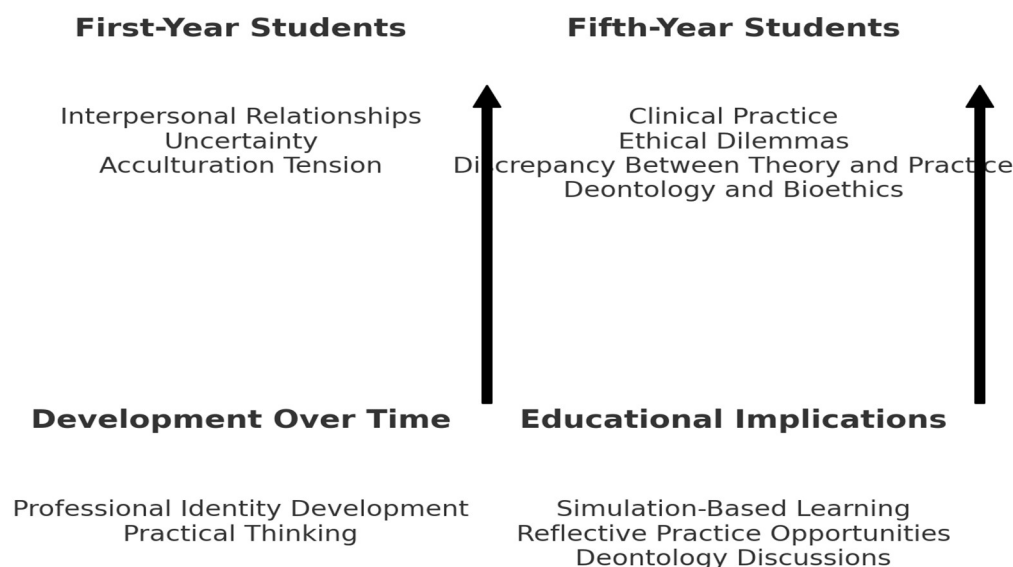 First-Year Students
Interpersonal Relationships
Uncertainty
Acculturation Tension
Fifth-Year Students
Clinical Practice
Ethical Dilemmas
Discrepancy Between Theory and Practice
Deontology and Bioethics
Development Over Time
Professional Identity Development
Practical Thinking
Educational Implications
Simulation-Based Learning
Reflective Practice Opportunities
Deontology Discussions